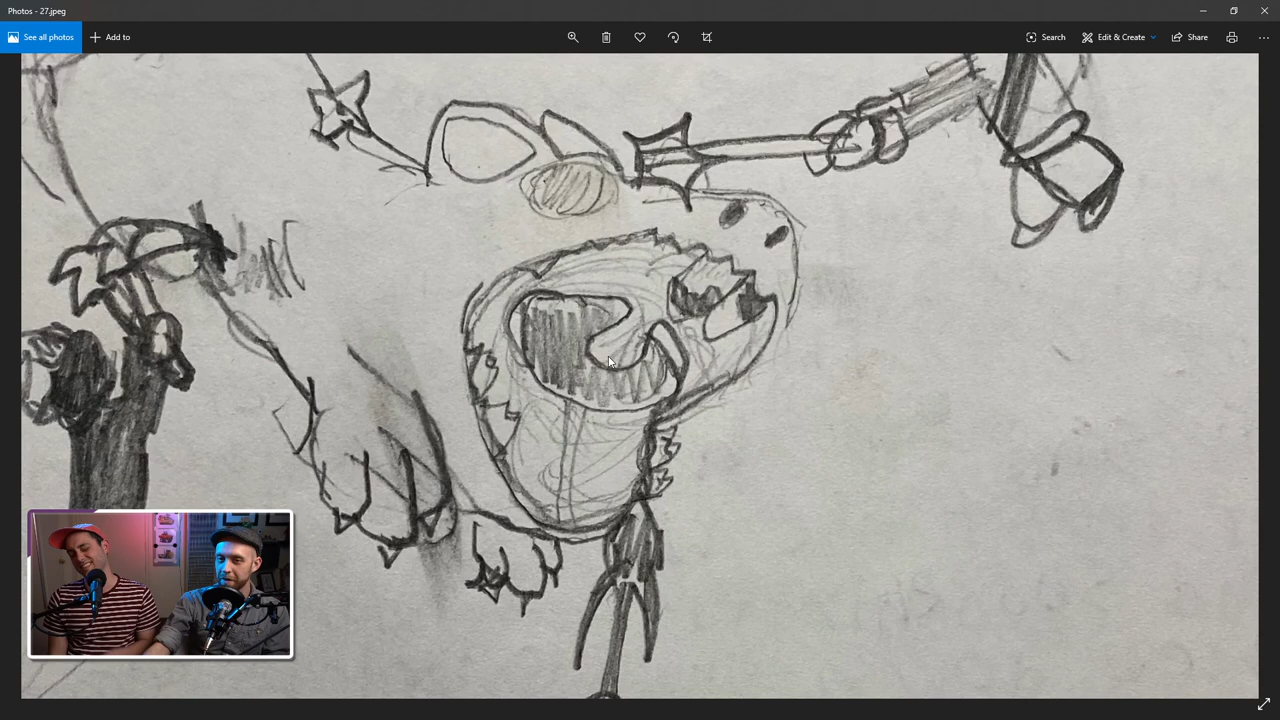 Photos - 27.jpeg
See all photos
Add to
Search
Edit & Create
Share